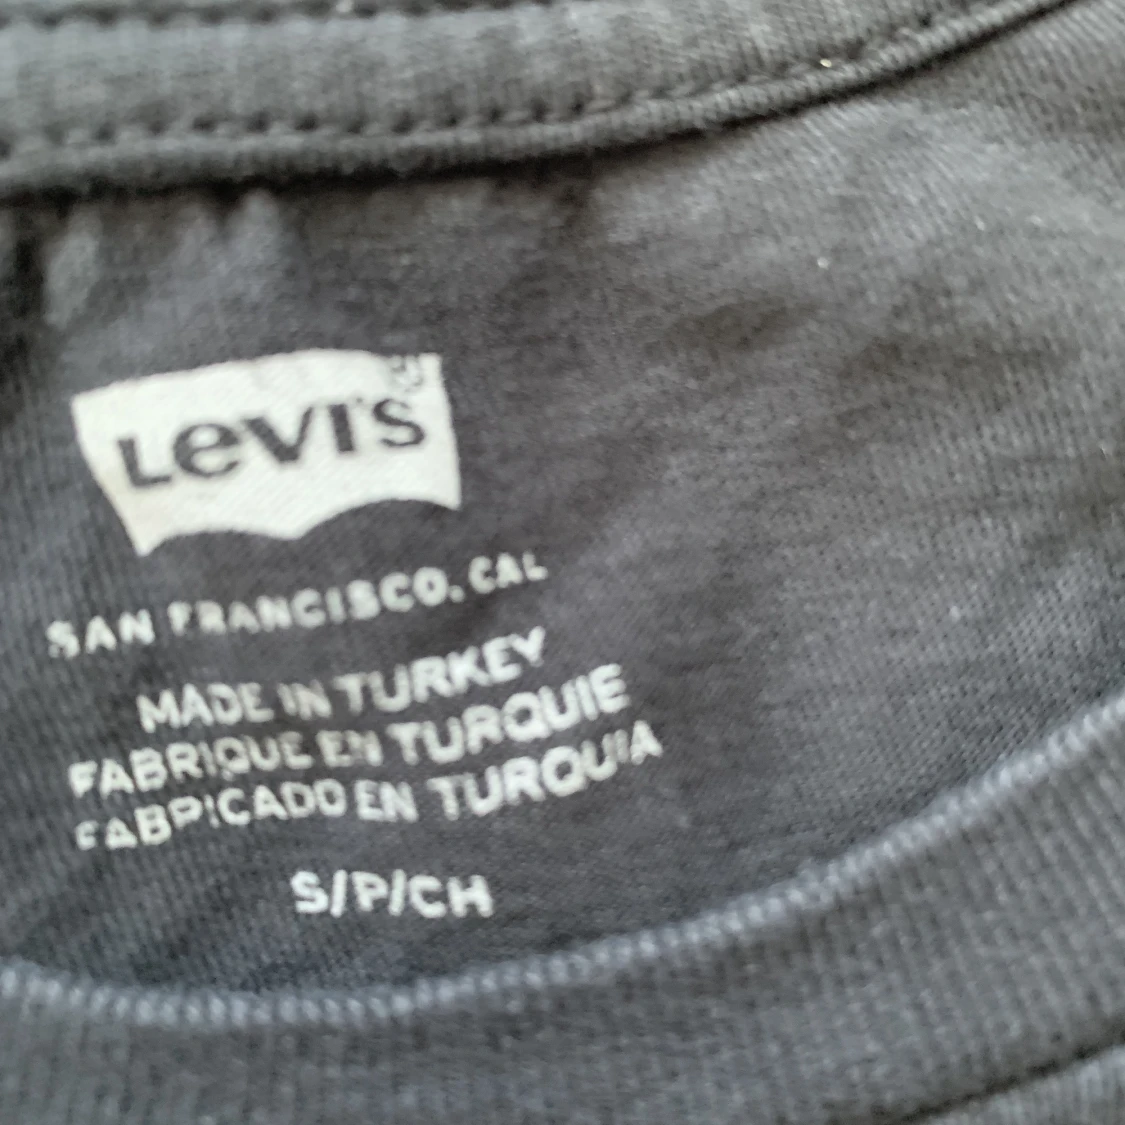 LeVI'S
SAN FRANCISCO, CAL
MADE IN TURKEY
FABRIQUE EN TURQUIE
FABRICADO EN TURQUIA
S/P/CH